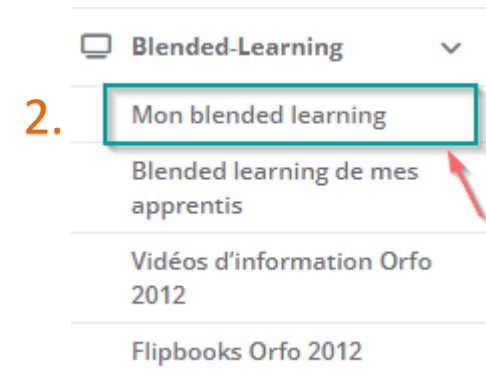 Blended-Learning
2.
Mon blended learning
Blended learning de mes
apprentis
Vidéos d'information Orfo
2012
Flipbooks Orfo 2012